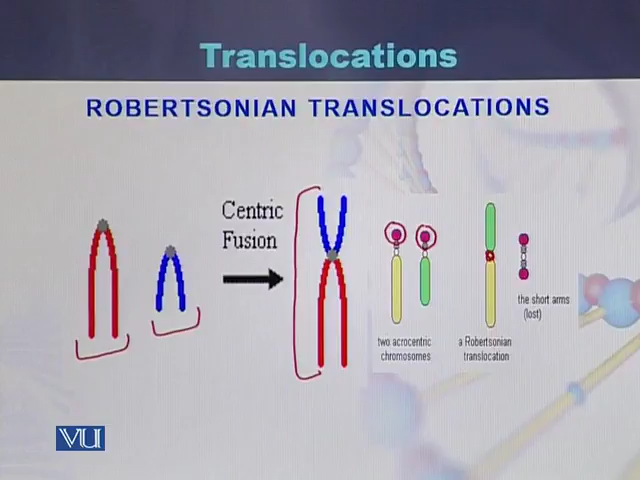 Translocations
ROBERTSONIAN TRANSLOCATIONS
Centric
Fusion
two acrocentric
chromosomes
a Robertsonian
translocation
the short arms
(lost)
VU